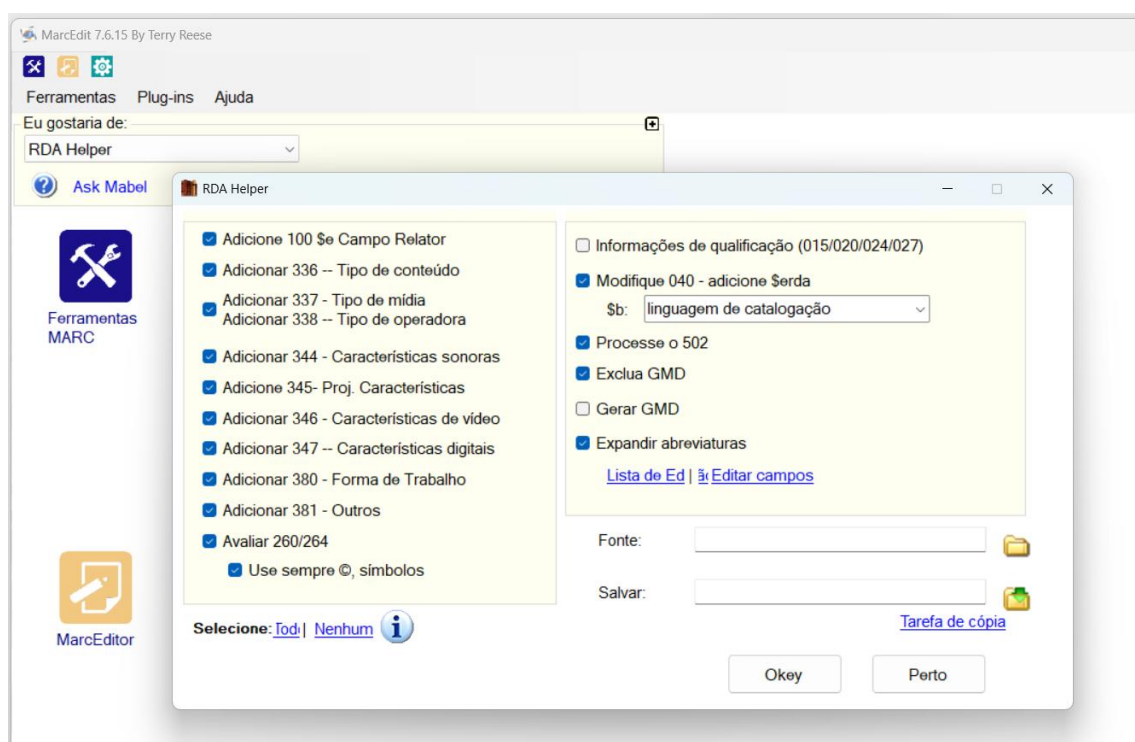 MarcEdit 7.6.15 By Terry Reese
Ferramentas Plug-ins Ajuda
Eu gostaria de:
RDA Helper
Ask Mabel
Ferramentas
MARC
MarcEditor
RDA Helper
Adicione 100 $e Campo Relator
Adicionar 336 -- Tipo de conteúdo
Adicionar 337 - Tipo de mídia
Adicionar 338 -- Tipo de operadora
Adicionar 344 - Características sonoras
Adicione 345- Proj. Características
Adicionar 346 - Características de vídeo
Adicionar 347 -- Características digitais
Adicionar 380 - Forma de Trabalho
Adicionar 381 - Outros
Avaliar 260/264
Use sempre ©, símbolos
Selecione: Tod | Nenhum
Informações de qualificação (015/020/024/027)
Modifique 040 - adicione $erda
$b: linguagem de catalogação
Processe o 502
Exclua GMD
Gerar GMD
Expandir abreviaturas
Lista de Ed | Editar campos
Fonte:
Salvar:
Tarefa de cópia
Okey Perto